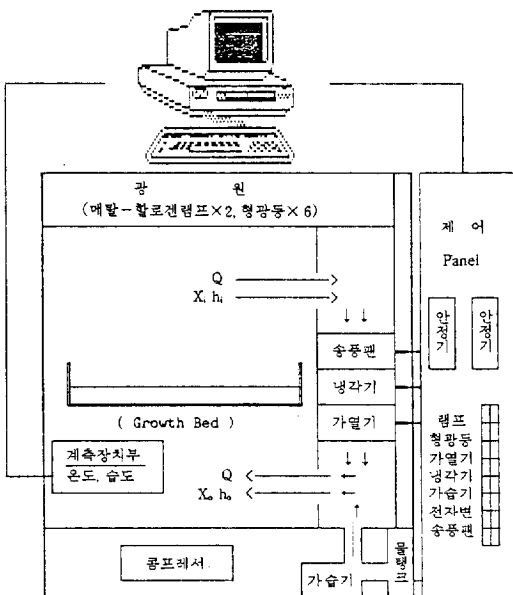 광 원
(메탈-할로겐램프×2, 형광등×6)
제 어
Panel
안정기
안정기
Q
X, hᵢ
송풍팬
냉각기
가열기
( Growth Bed )
계측장치부
온도, 습도
Q
Xₒ hₒ
램프
형광등
가열기
냉각기
가습기
전자변
송풍팬
콤프레서
가습기
물탱크